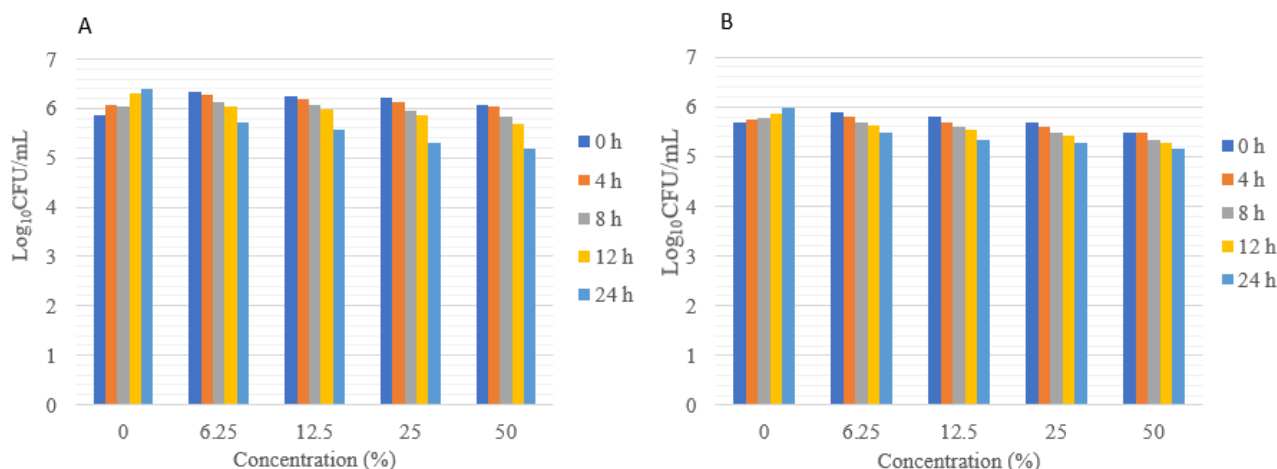 A
7
6
5
4
3
2
1
0
Log₁₀CFU/mL
0 6.25 12.5 25 50
Concentration (%)
0 h
4 h
8 h
12 h
24 h
B
7
6
5
4
3
2
1
0
Log₁₀CFU/mL
0 6.25 12.5 25 50
Concentration (%)
0 h
4 h
8 h
12 h
24 h